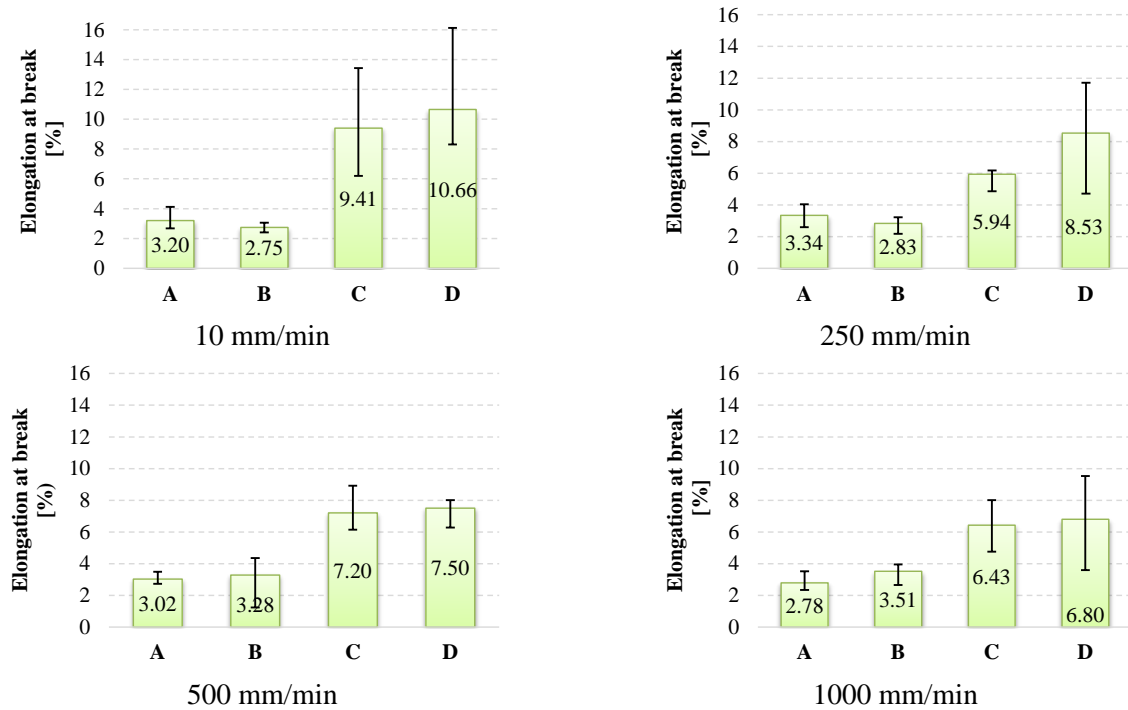 Elongation at break
[%]
16
14
12
10
8
6
4
2
0
3.20
2.75
9.41
10.66
A
B
C
D
10 mm/min
Elongation at break
[%]
16
14
12
10
8
6
4
2
0
3.34
2.83
5.94
8.53
A
B
C
D
250 mm/min
Elongation at break
[%)
16
14
12
10
8
6
4
2
0
3.02
3.28
7.20
7.50
A
B
C
D
500 mm/min
Elongation at break
[%]
16
14
12
10
8
6
4
2
0
2.78
3.51
6.43
6.80
A
B
C
D
1000 mm/min